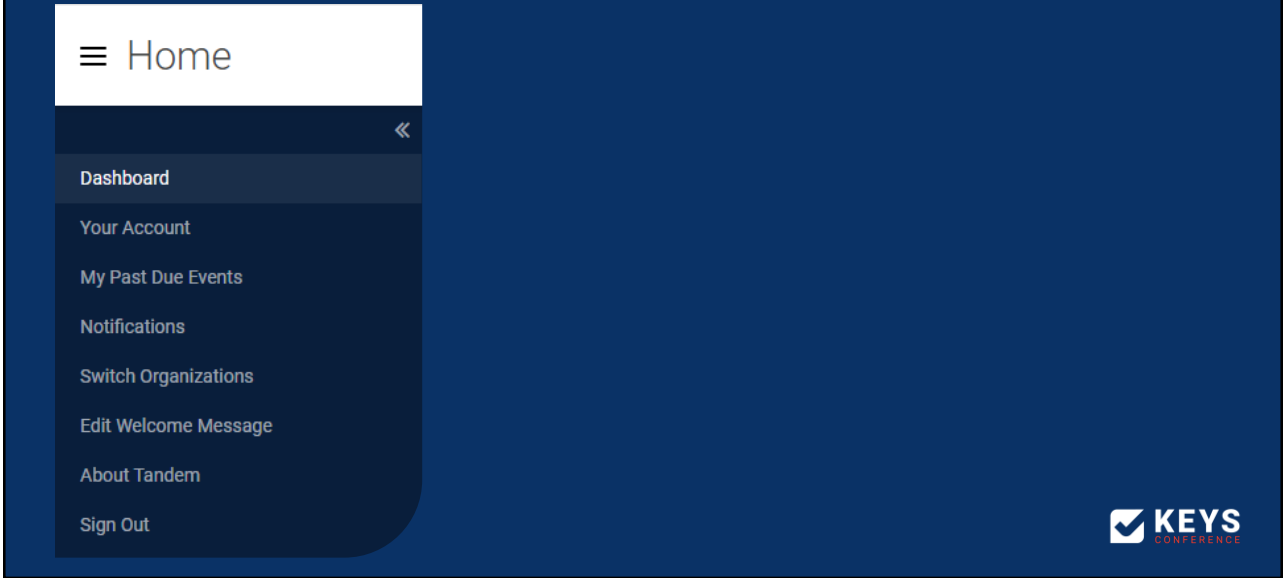 Home
Dashboard
Your Account
My Past Due Events
Notifications
Switch Organizations
Edit Welcome Message
About Tandem
Sign Out
KEYS
CONFERENCE